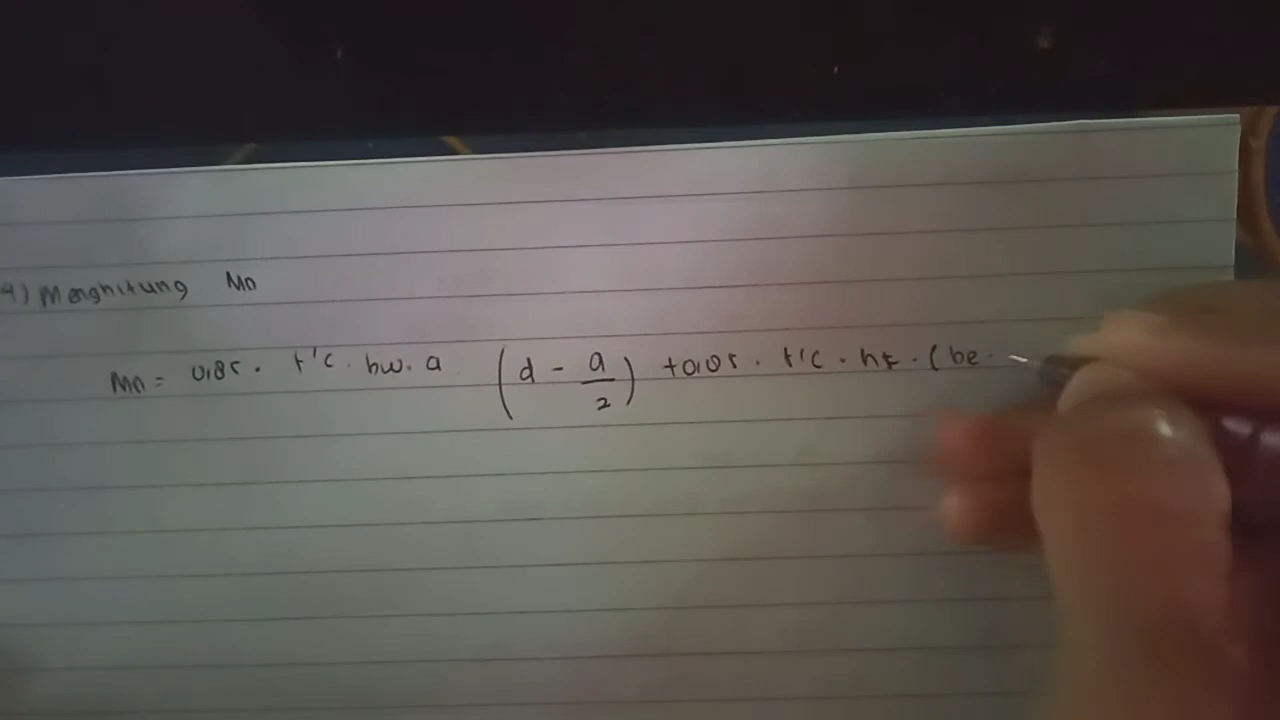 4) Menghitung Mn
Mn = 0,85 . f'c . bw . a . (d - a/2) + 0,85 . f'c . hf . (be -